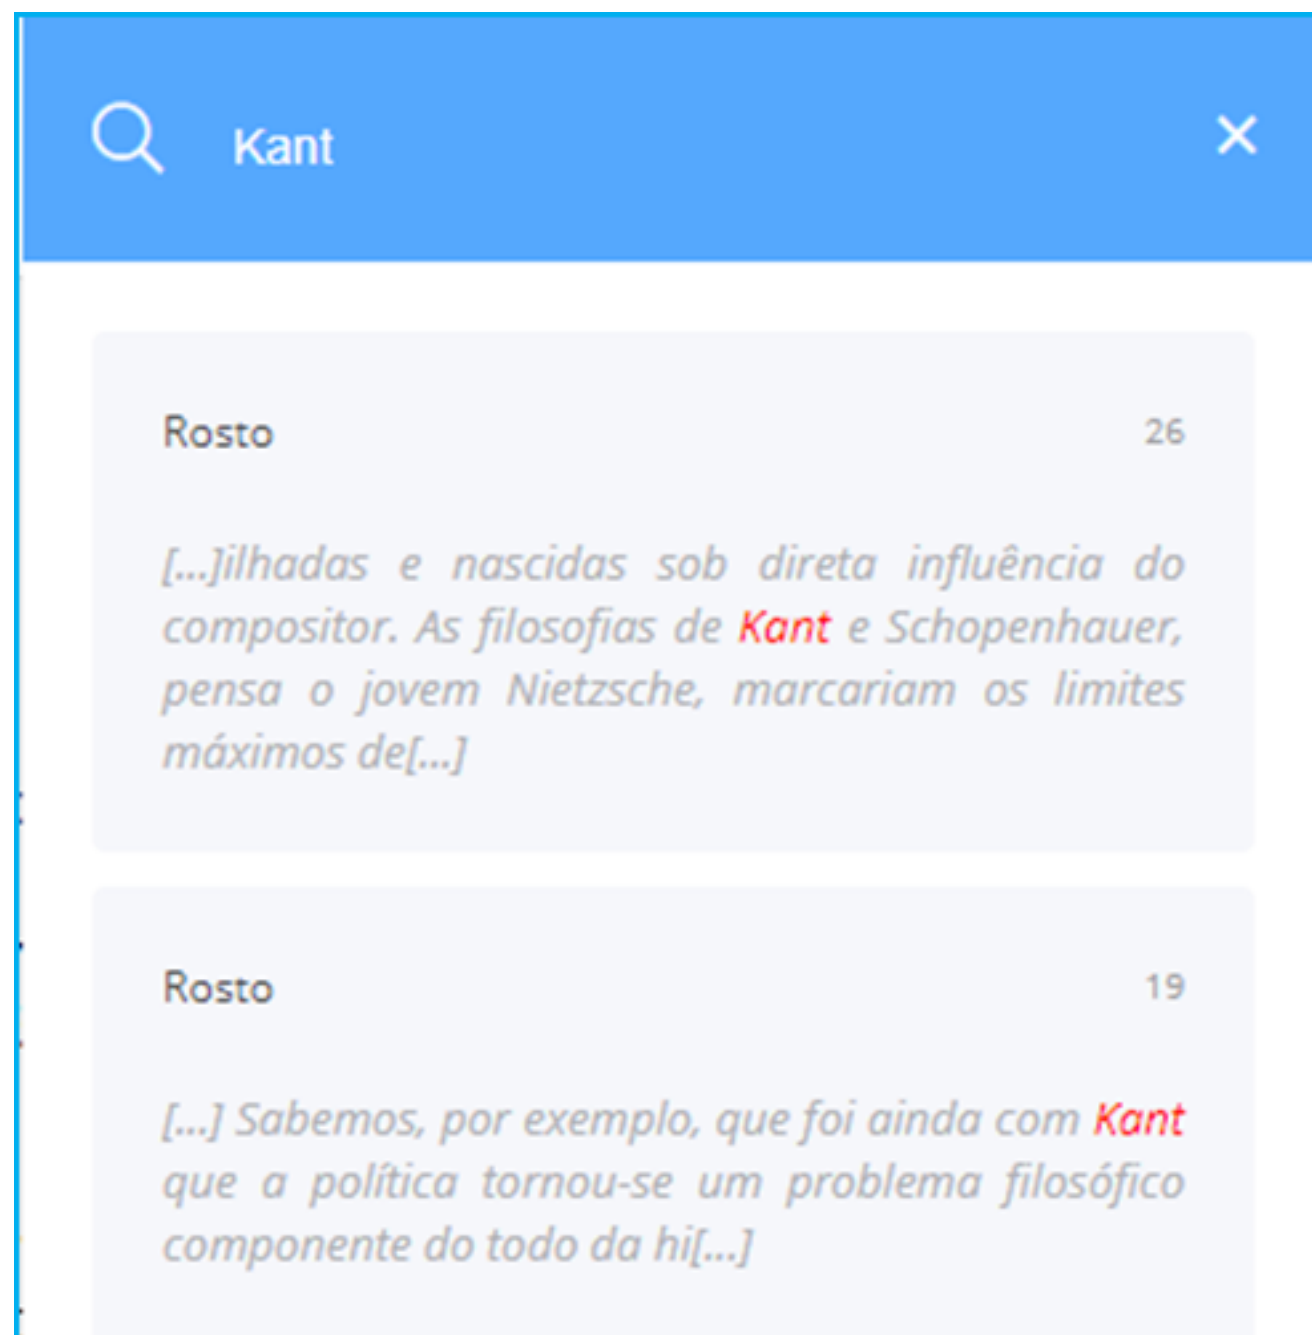 Kant
Rosto 26
[...]ilhadas e nascidas sob direta influência do
compositor. As filosofias de Kant e Schopenhauer,
pensa o jovem Nietzsche, marcariam os limites
máximos de[...]
Rosto 19
[...] Sabemos, por exemplo, que foi ainda com Kant
que a política tornou-se um problema filosófico
componente do todo da hi[...]